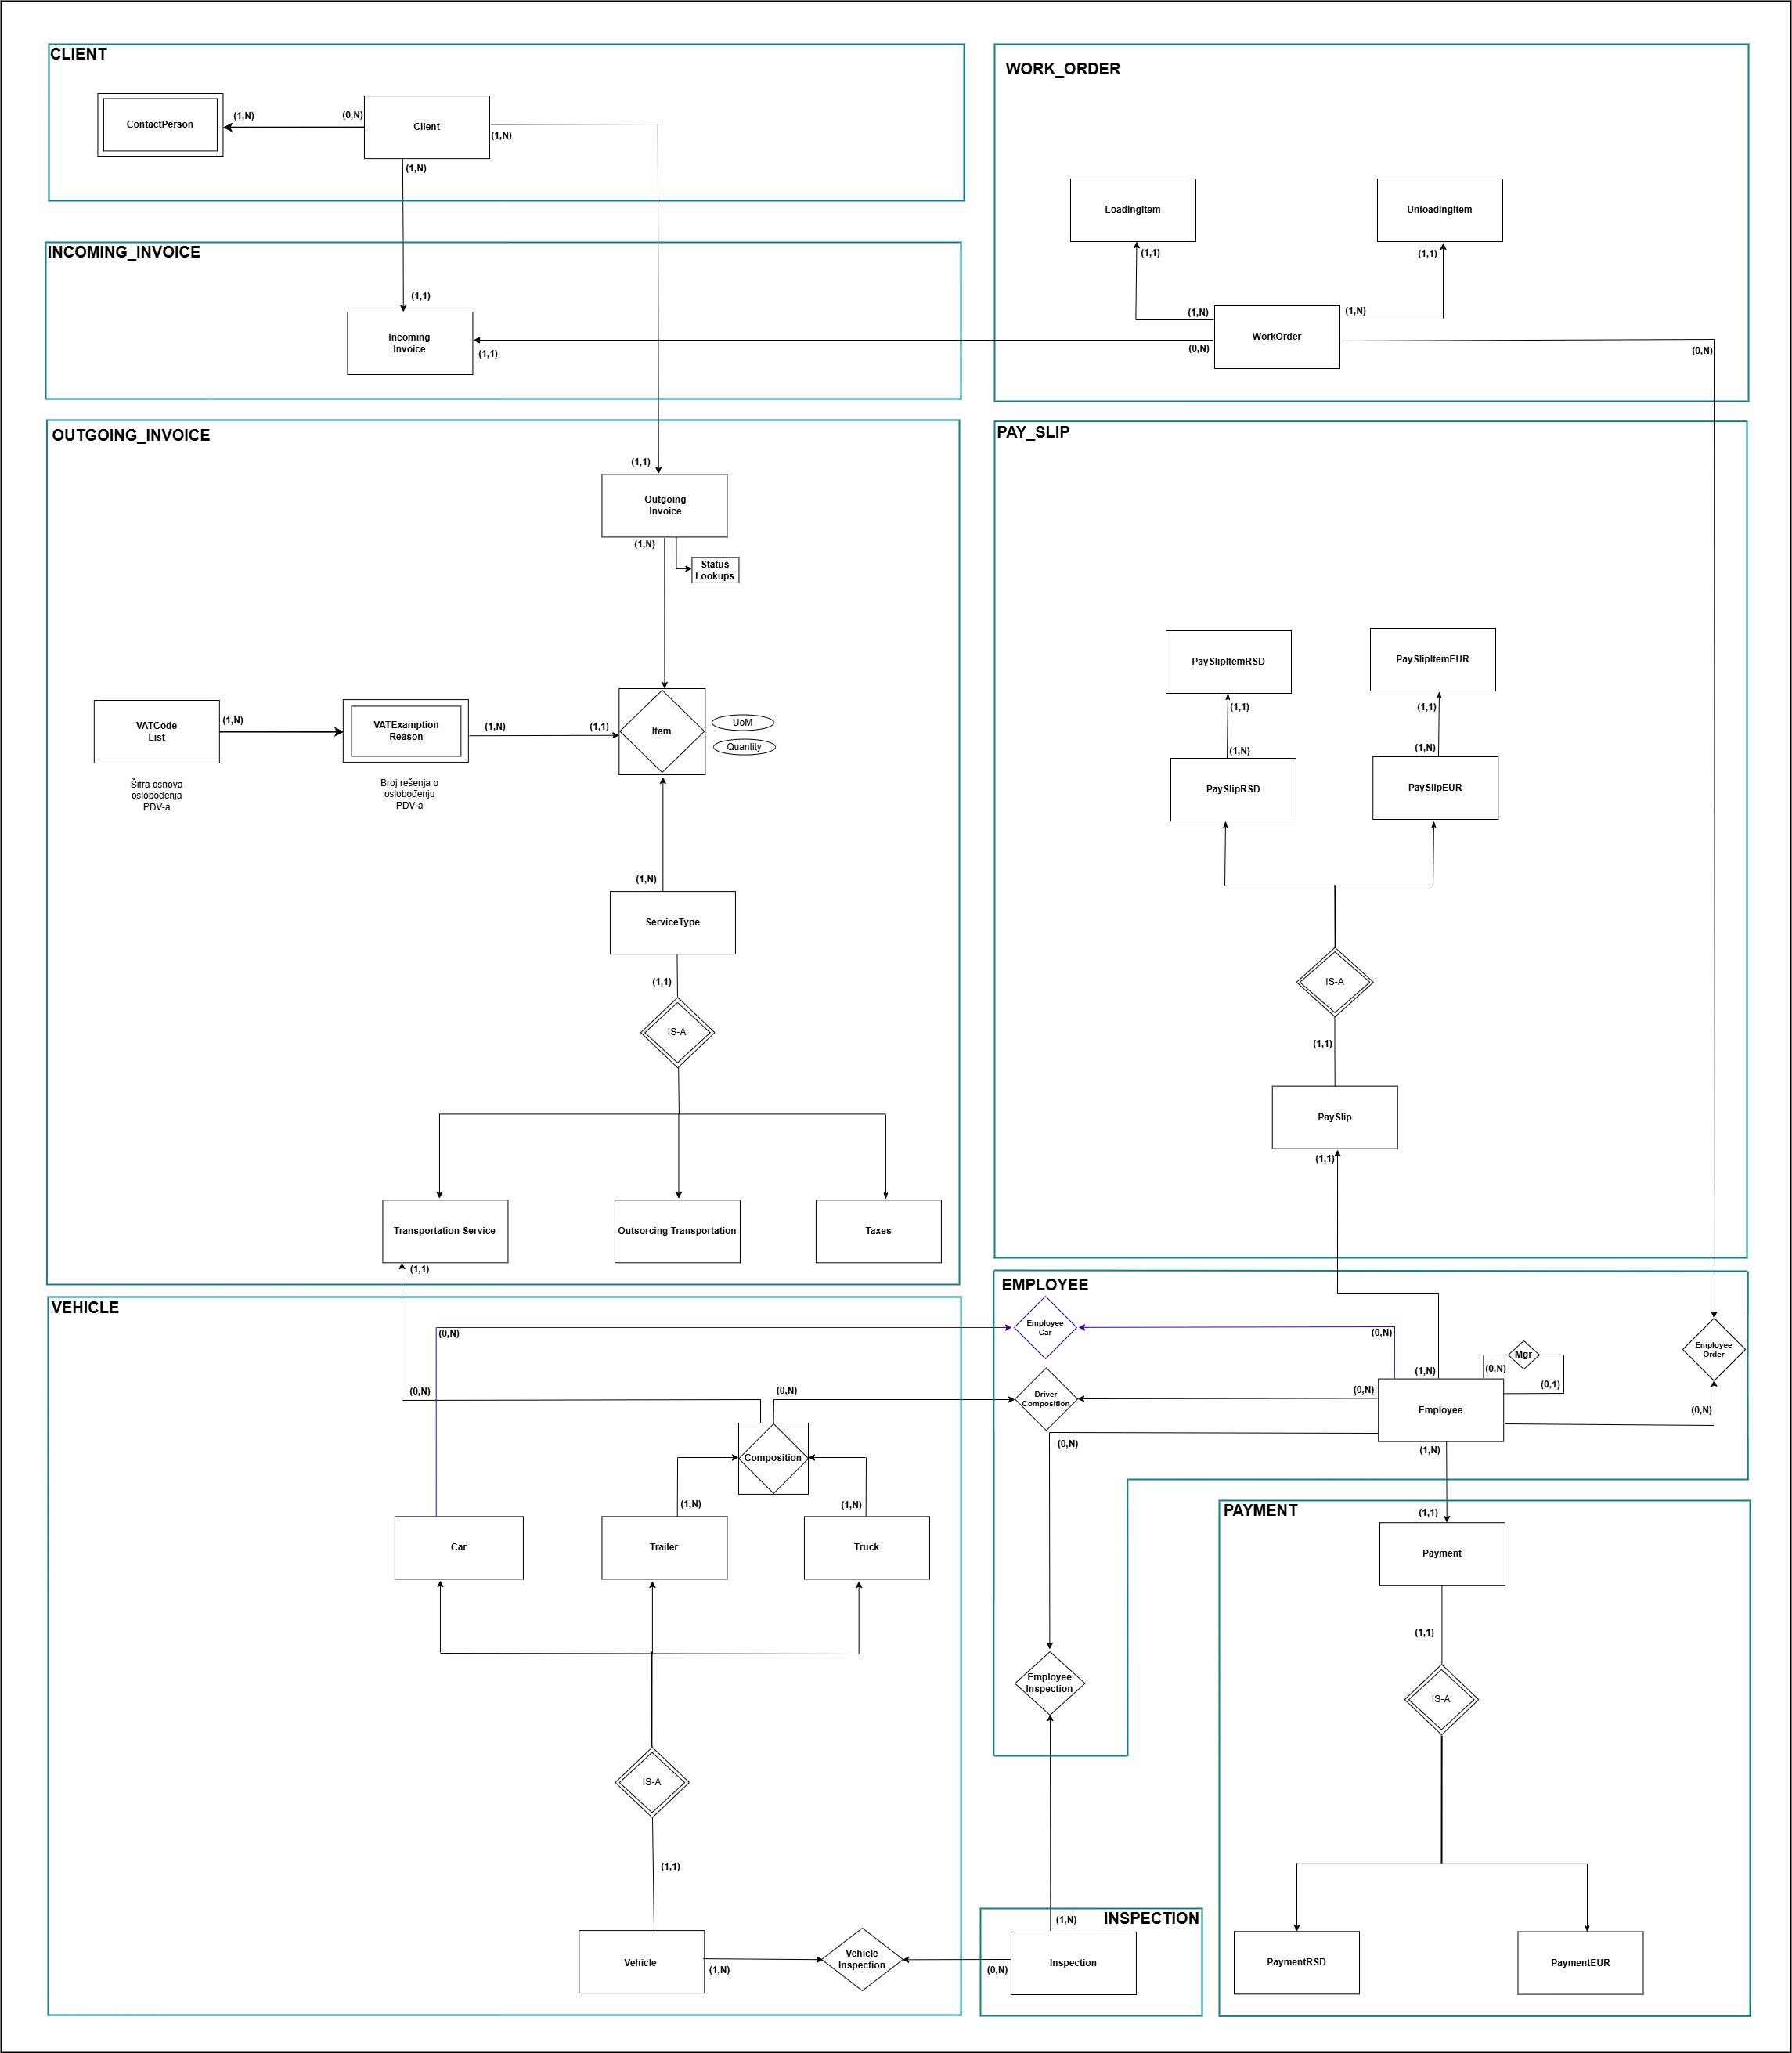 CLIENT
ContactPerson
(1,N)
(0,N)
Client
(1,N)
(1,N)
INCOMING_INVOICE
(1,1)
Incoming
Invoice
(1,1)
WORK_ORDER
LoadingItem
UnloadingItem
(1,1)
(1,1)
(1,N)
(1,N)
WorkOrder
(0,N)
(0,N)
OUTGOING_INVOICE
(1,1)
Outgoing
Invoice
(1,N)
Status
Lookups
VATCode
List
(1,N)
VATExamption
Reason
(1,N)
(1,1)
Item
UoM
Quantity
Šifra osnova
oslobođenja
PDV-a
Broj rešenja o
oslobođenju
PDV-a
(1,N)
ServiceType
(1,1)
IS-A
Transportation Service
Outsorcing Transportation
Taxes
(1,1)
PAY_SLIP
PaySlipItemRSD
PaySlipItemEUR
(1,1)
(1,1)
(1,N)
(1,N)
PaySlipRSD
PaySlipEUR
IS-A
(1,1)
PaySlip
(1,1)
VEHICLE
(0,N)
(0,N)
(0,N)
Composition
(1,N)
(1,N)
Car
Trailer
Truck
IS-A
(1,1)
Vehicle
(1,N)
Vehicle
Inspection
EMPLOYEE
Employee
Car
(0,N)
Mgr
Employee
Order
(1,N)
(0,N)
(0,1)
Driver
Composition
(0,N)
Employee
(0,N)
(0,N)
(1,N)
Employee
Inspection
PAYMENT
(1,1)
Payment
(1,1)
IS-A
PaymentRSD
PaymentEUR
INSPECTION
(1,N)
(0,N)
Inspection